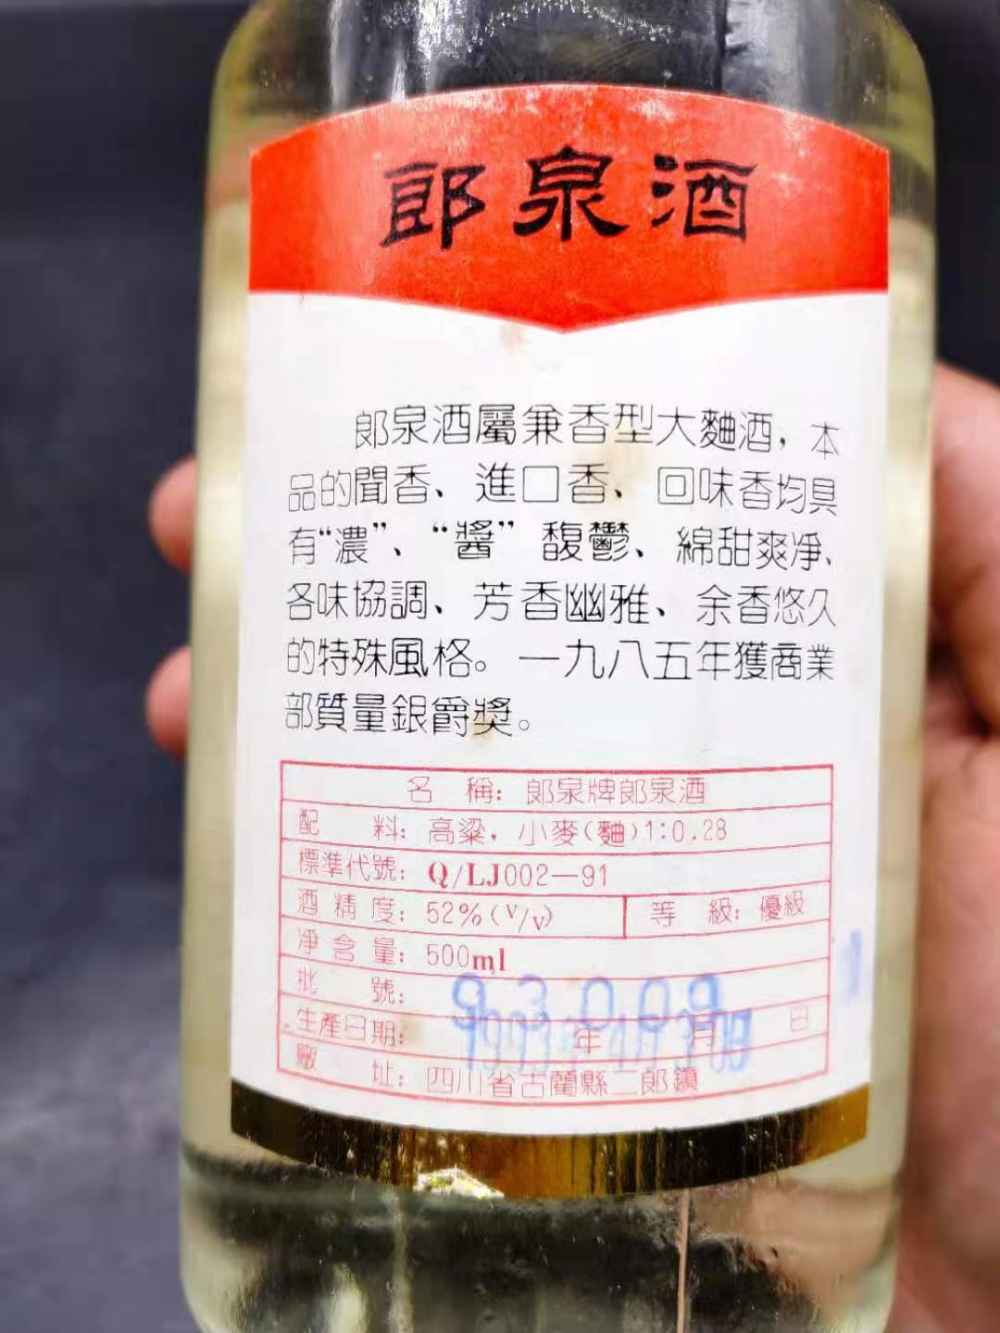 郎泉酒
郎泉酒屬兼香型大麯酒，本
品的聞香、進口香、回味香均具
有“濃”、“醬”馥鬱、綿甜爽淨、
各味協調、芳香幽雅、余香悠久
的特殊風格。一九八五年獲商業
部質量銀爵獎。
名 稱：郎泉牌郎泉酒
配 料：高粱，小麥(麯)1:0.28
標準代號：Q/LJ002—91
酒精度：52%(V/v) 等 級：優級
淨含量：500ml
批 號：93009
生產日期： 年 月 日
廠 址：四川省古藺縣二郎鎮